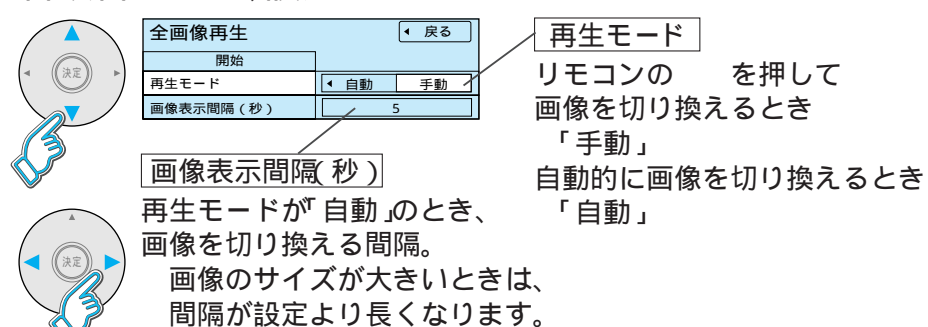 全画像再生
◀ 戻る
開始
再生モード
◀ 自動 手動
画像表示間隔(秒)
5
決定
画像表示間隔(秒)
再生モードが「自動」のとき、
画像を切り換える間隔。
画像のサイズが大きいときは、
間隔が設定より長くなります。
決定
再生モード
リモコンの を押して
画像を切り換えるとき
「手動」
自動的に画像を切り換えるとき
「自動」